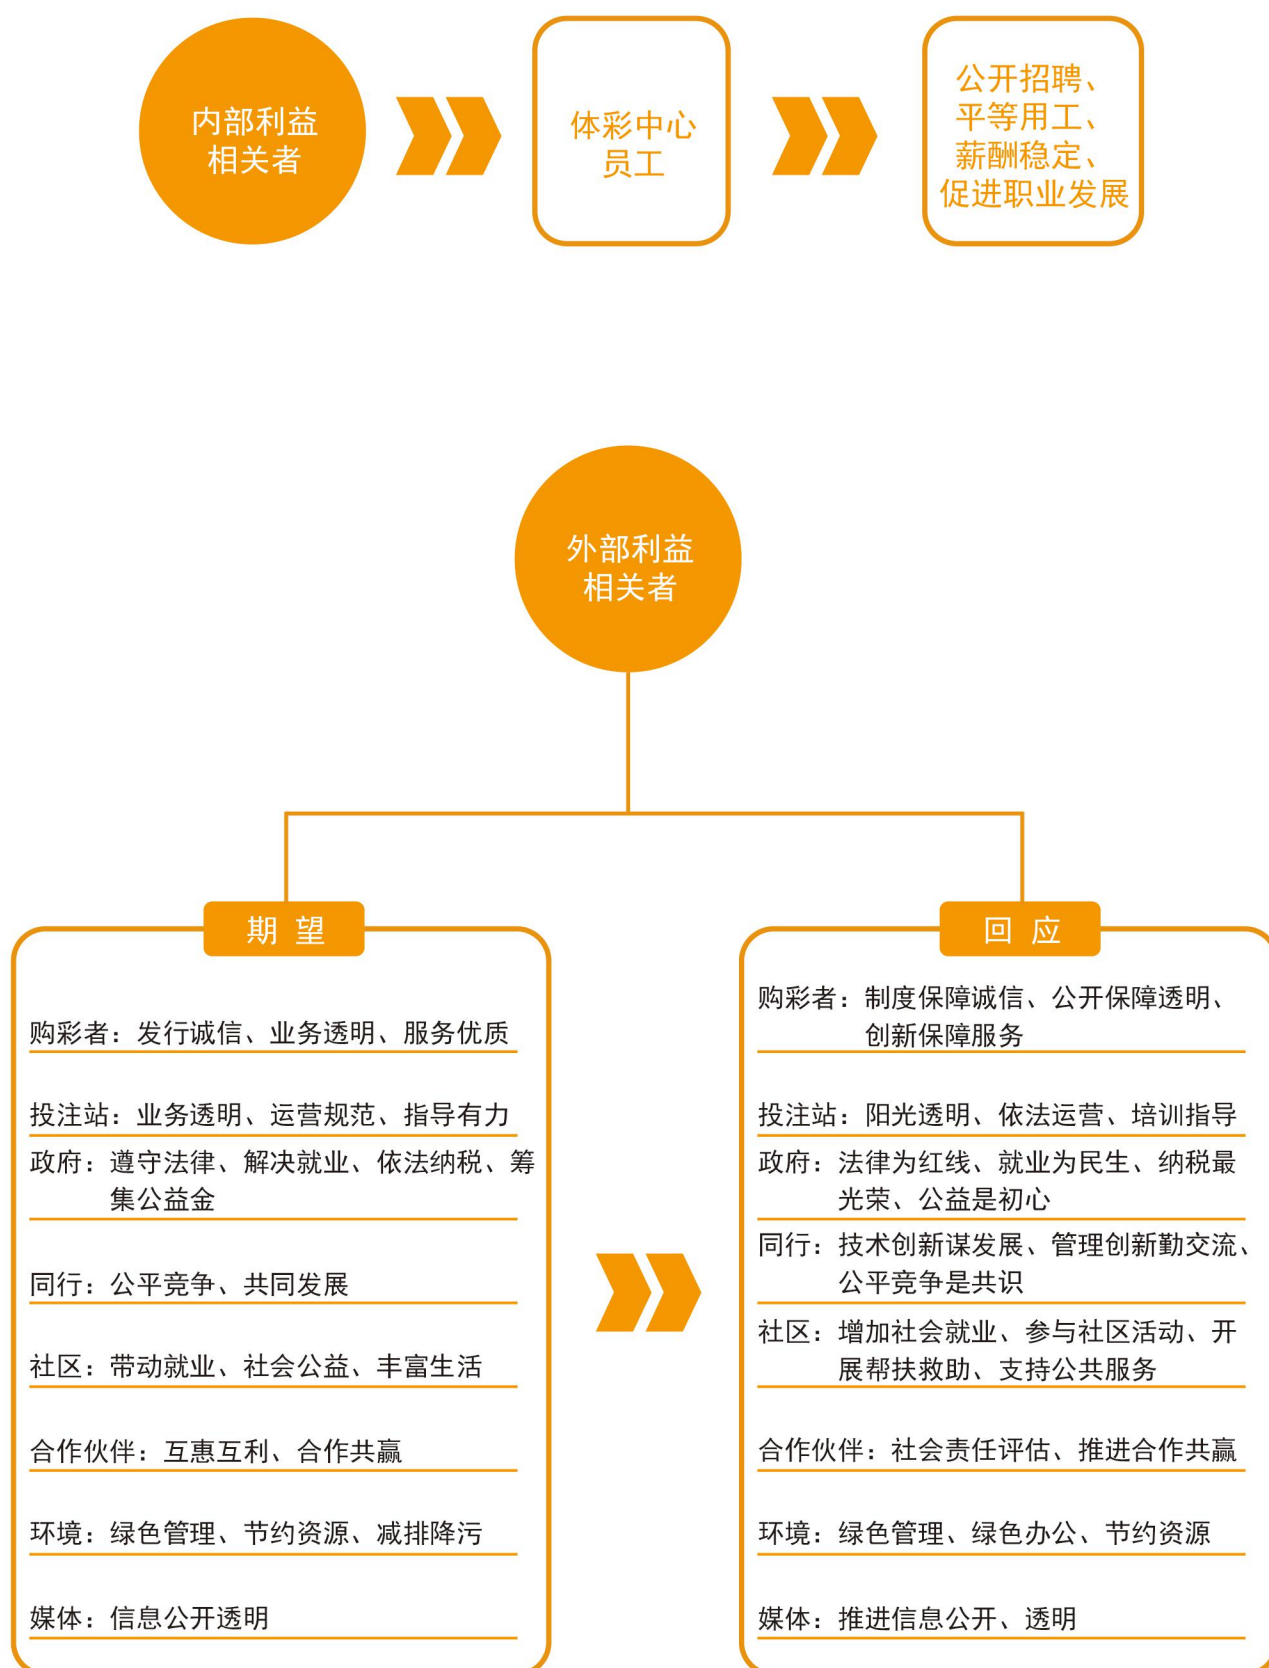 内部利益
相关者
体彩中心
员工
公开招聘、
平等用工、
薪酬稳定、
促进职业发展
外部利益
相关者
期 望
购彩者：发行诚信、业务透明、服务优质
投注站：业务透明、运营规范、指导有力
政府：遵守法律、解决就业、依法纳税、筹
集公益金
同行：公平竞争、共同发展
社区：带动就业、社会公益、丰富生活
合作伙伴：互惠互利、合作共赢
环境：绿色管理、节约资源、减排降污
媒体：信息公开透明
回 应
购彩者：制度保障诚信、公开保障透明、
创新保障服务
投注站：阳光透明、依法运营、培训指导
政府：法律为红线、就业为民生、纳税最
光荣、公益是初心
同行：技术创新谋发展、管理创新勤交流、
公平竞争是共识
社区：增加社会就业、参与社区活动、开
展帮扶救助、支持公共服务
合作伙伴：社会责任评估、推进合作共赢
环境：绿色管理、绿色办公、节约资源
媒体：推进信息公开、透明